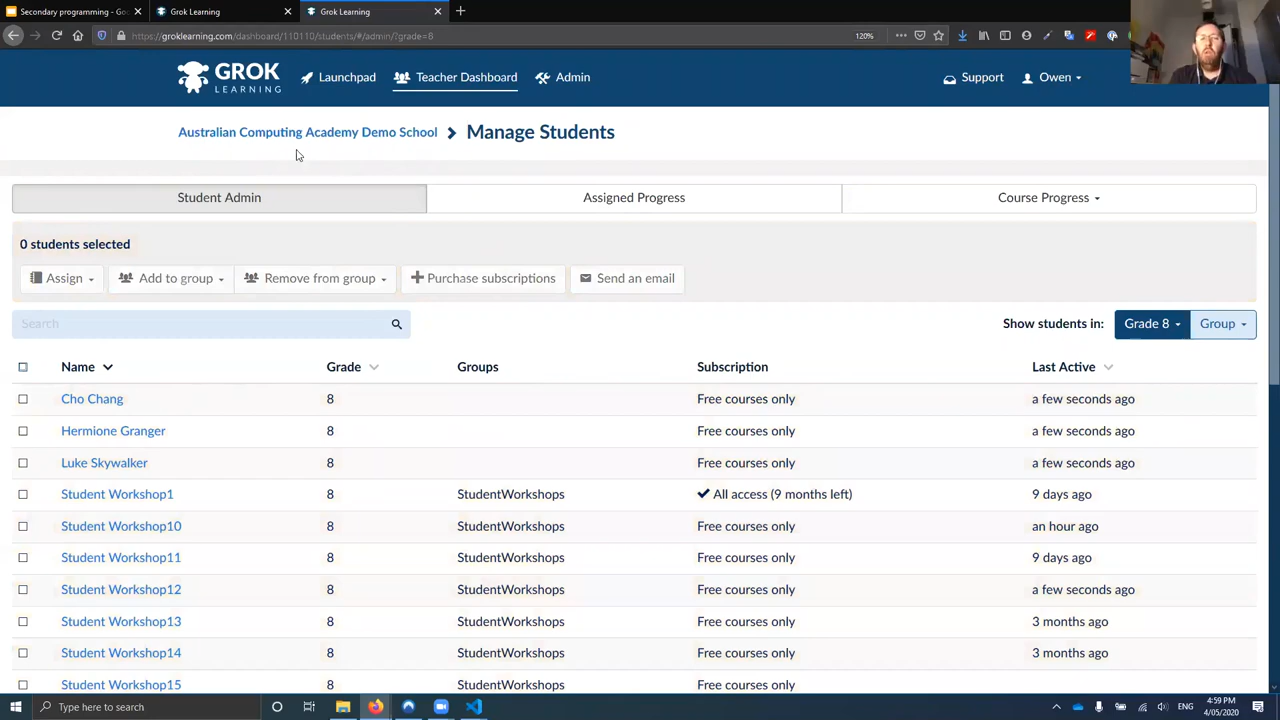 Secondary programming - Goo
Grok Learning
Grok Learning
https://groklearning.com/dashboard/110110/students/#/admin/?grade=8
120%
GROK LEARNING
Launchpad
Teacher Dashboard
Admin
Support
Owen
Australian Computing Academy Demo School
Manage Students
Student Admin
Assigned Progress
Course Progress
0 students selected
Assign
Add to group
Remove from group
Purchase subscriptions
Send an email
Search
Show students in:
Grade 8
Group
Name Grade Groups Subscription Last Active
Cho Chang 8 Free courses only a few seconds ago
Hermione Granger 8 Free courses only a few seconds ago
Luke Skywalker 8 Free courses only a few seconds ago
Student Workshop1 8 StudentWorkshops All access (9 months left) 9 days ago
Student Workshop10 8 StudentWorkshops Free courses only an hour ago
Student Workshop11 8 StudentWorkshops Free courses only 9 days ago
Student Workshop12 8 StudentWorkshops Free courses only a few seconds ago
Student Workshop13 8 StudentWorkshops Free courses only 3 months ago
Student Workshop14 8 StudentWorkshops Free courses only 3 months ago
Student Workshop15 8 StudentWorkshops Free courses only
Type here to search
ENG
4:59 PM
4/05/2020